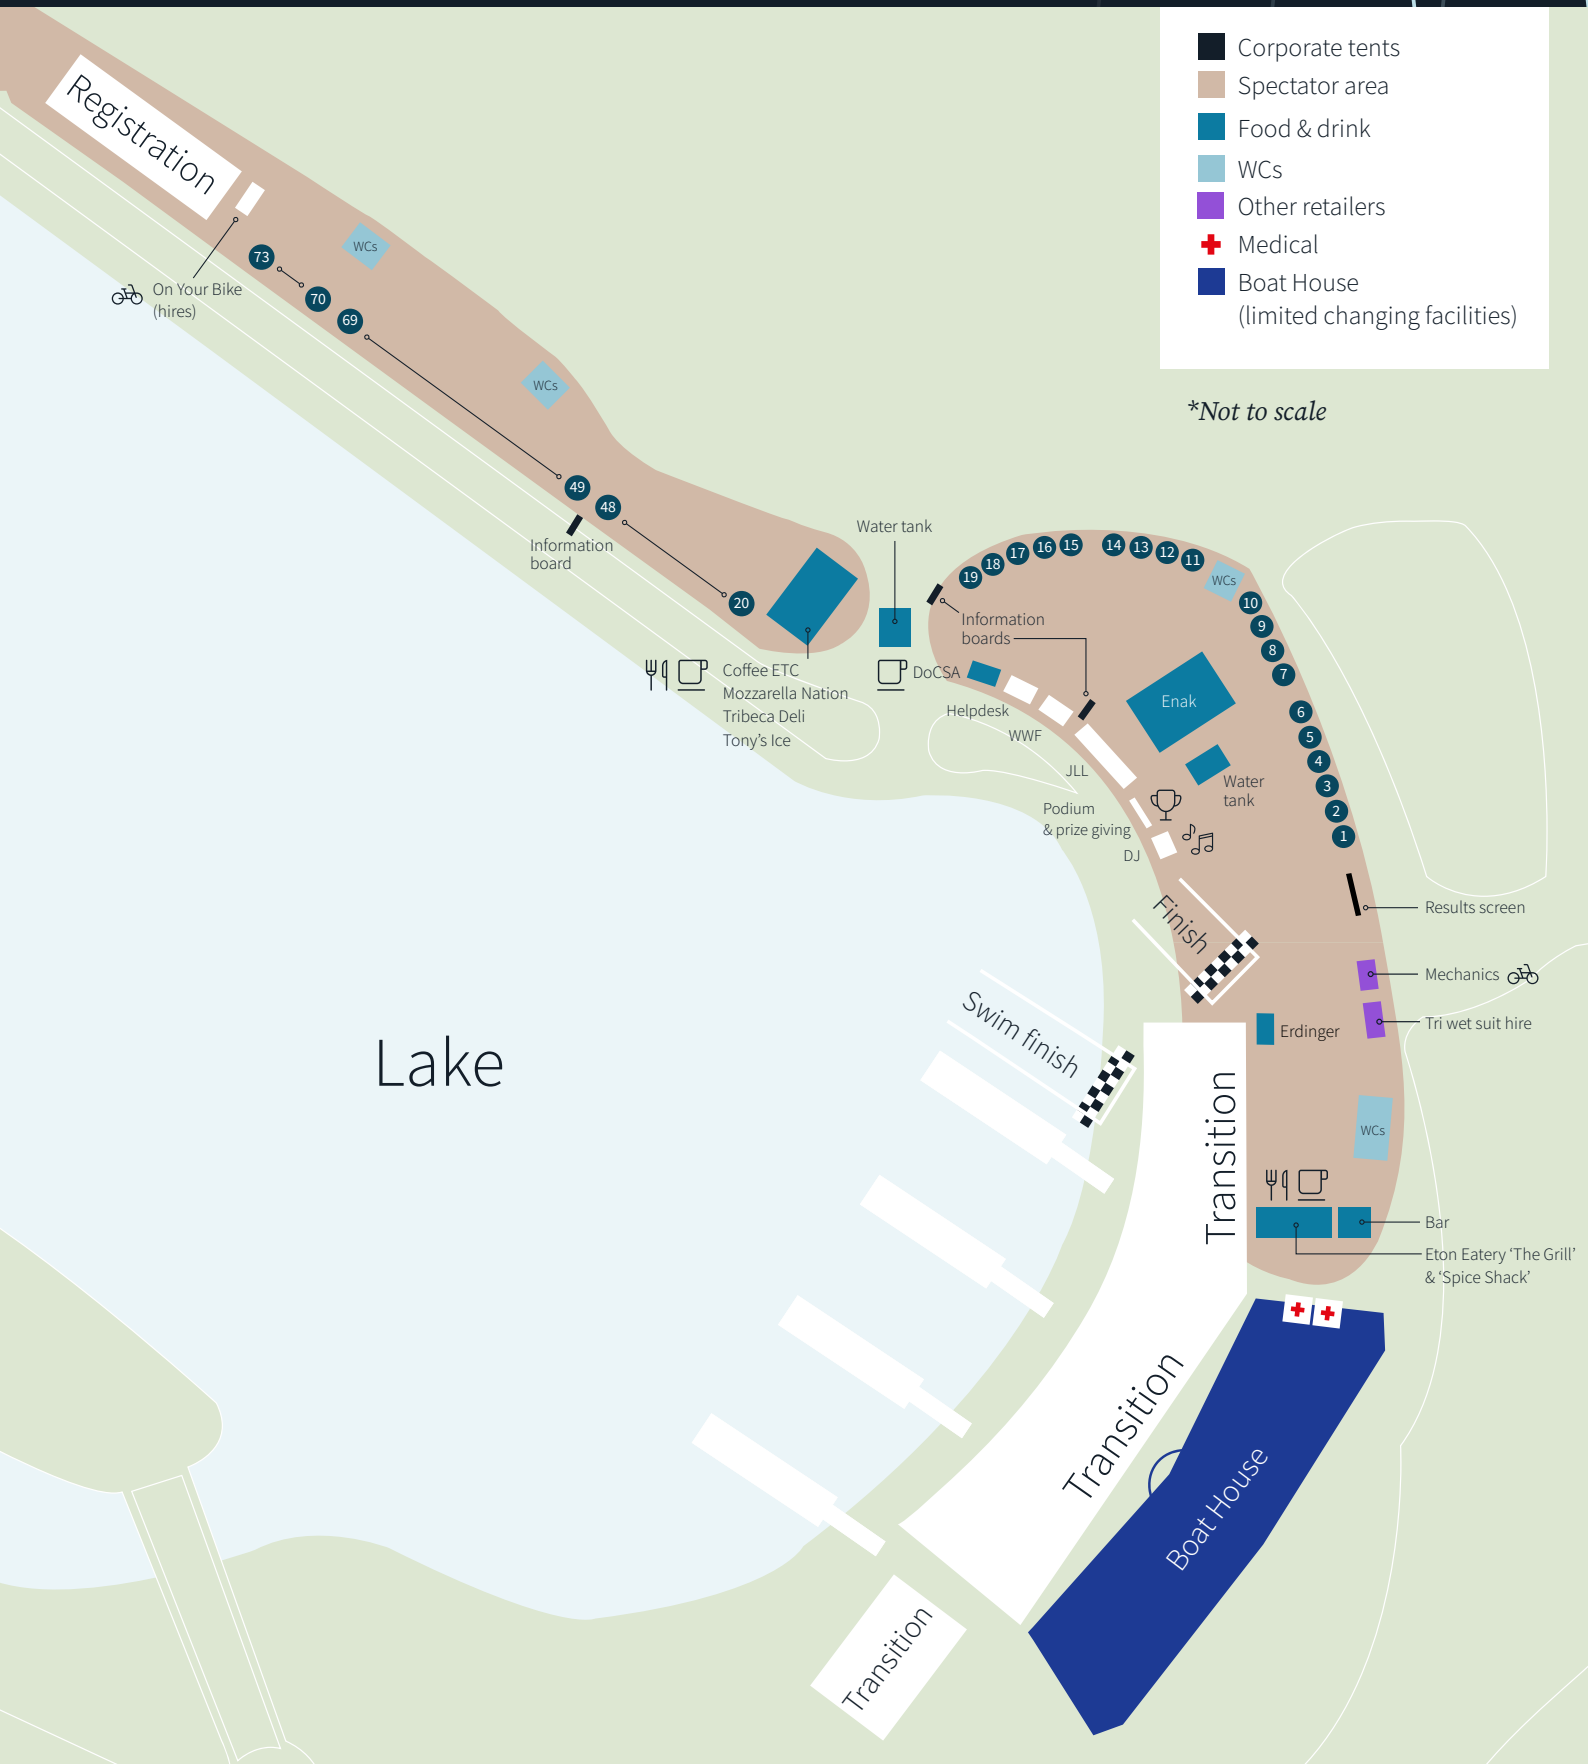 Corporate tents
Spectator area
Food & drink
WCs
Other retailers
Medical
Boat House
(limited changing facilities)
*Not to scale
Registration
On Your Bike
(hires)
73
70
69
WCs
WCs
49
48
Information
board
20
Coffee ETC
Mozzarella Nation
Tribeca Deli
Tony’s Ice
Water tank
DoCSA
Information
boards
19
18
17
16
15
14
13
12
11
WCs
10
9
8
7
6
5
4
3
2
1
Helpdesk
WWF
JLL
Enak
Water
tank
Podium
& prize giving
DJ
Finish
Results screen
Mechanics
Tri wet suit hire
Erdinger
Swim finish
Lake
Transition
WCs
Bar
Eton Eatery ‘The Grill’
& ‘Spice Shack’
Transition
Boat House
Transition